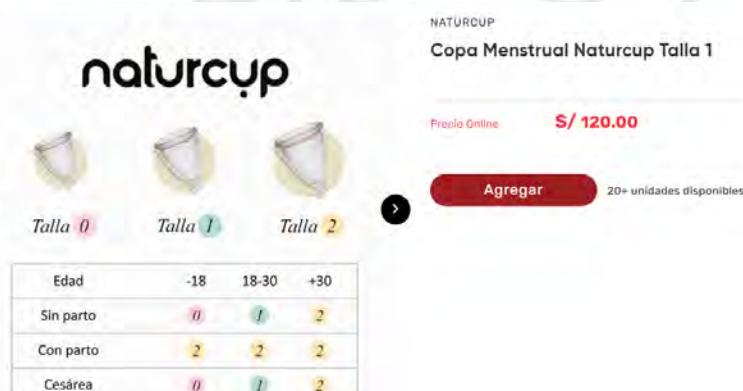 naturcup
Talla 0
Talla 1
Talla 2
Edad -18 18-30 +30
Sin parto 0 1 2
Con parto 2 2 2
Cesárea 0 1 2
NATURCUP
Copa Menstrual Naturcup Talla 1
Precio Online S/ 120.00
Agregar 20+ unidades disponibles